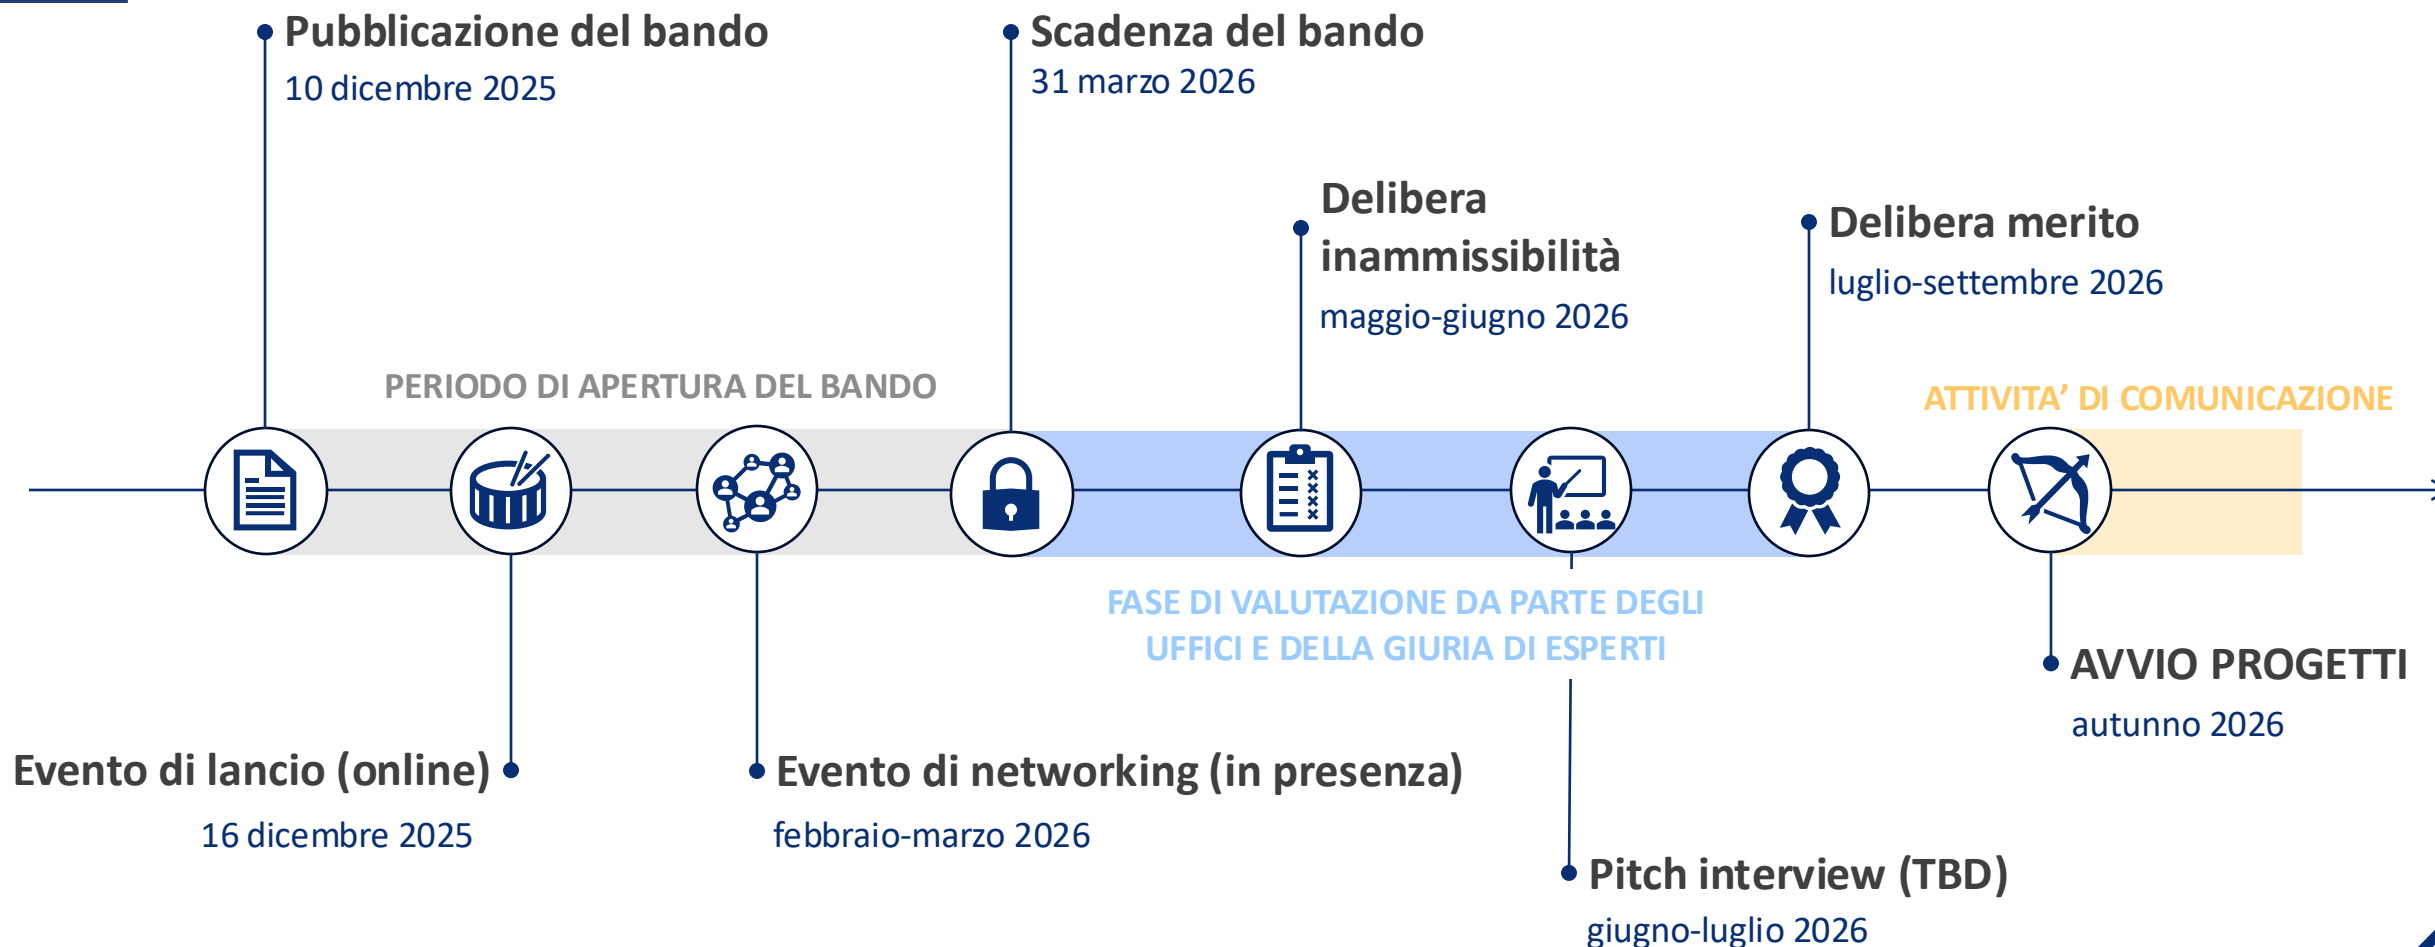 Pubblicazione del bando
10 dicembre 2025
Scadenza del bando
31 marzo 2026
Delibera
inammissibilità
maggio-giugno 2026
Delibera merito
luglio-settembre 2026
PERIODO DI APERTURA DEL BANDO
ATTIVITA’ DI COMUNICAZIONE
FASE DI VALUTAZIONE DA PARTE DEGLI
UFFICI E DELLA GIURIA DI ESPERTI
AVVIO PROGETTI
autunno 2026
Evento di lancio (online)
16 dicembre 2025
Evento di networking (in presenza)
febbraio-marzo 2026
Pitch interview (TBD)
giugno-luglio 2026